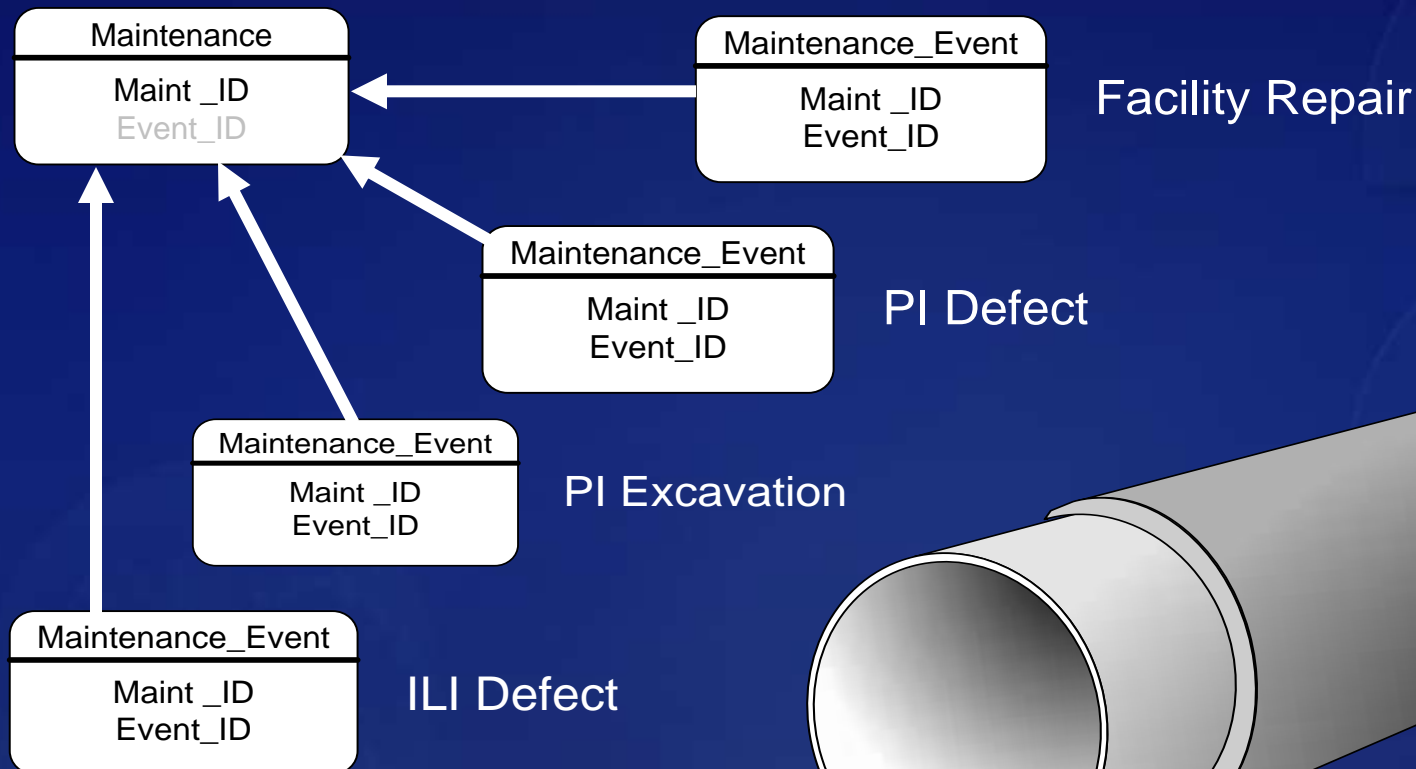 Maintenance
Maint _ID
Event_ID
Maintenance_Event
Maint _ID
Event_ID
Facility Repair
Maintenance_Event
Maint _ID
Event_ID
PI Defect
Maintenance_Event
Maint _ID
Event_ID
PI Excavation
Maintenance_Event
Maint _ID
Event_ID
ILI Defect